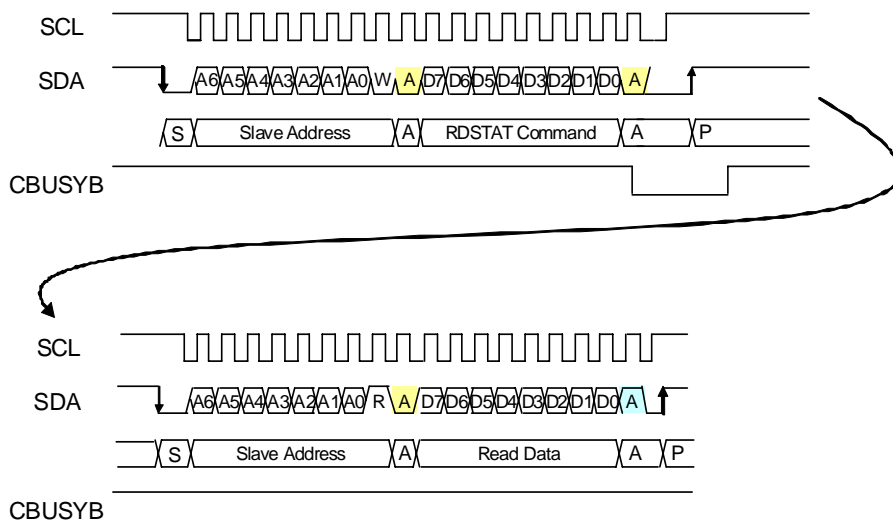 SCL
SDA A6 A5 A4 A3 A2 A1 A0 W A D7 D6 D5 D4 D3 D2 D1 D0 A
S Slave Address A RDSTAT Command A P
CBUSYB
SCL
SDA A6 A5 A4 A3 A2 A1 A0 R A D7 D6 D5 D4 D3 D2 D1 D0 A
S Slave Address A Read Data A P
CBUSYB